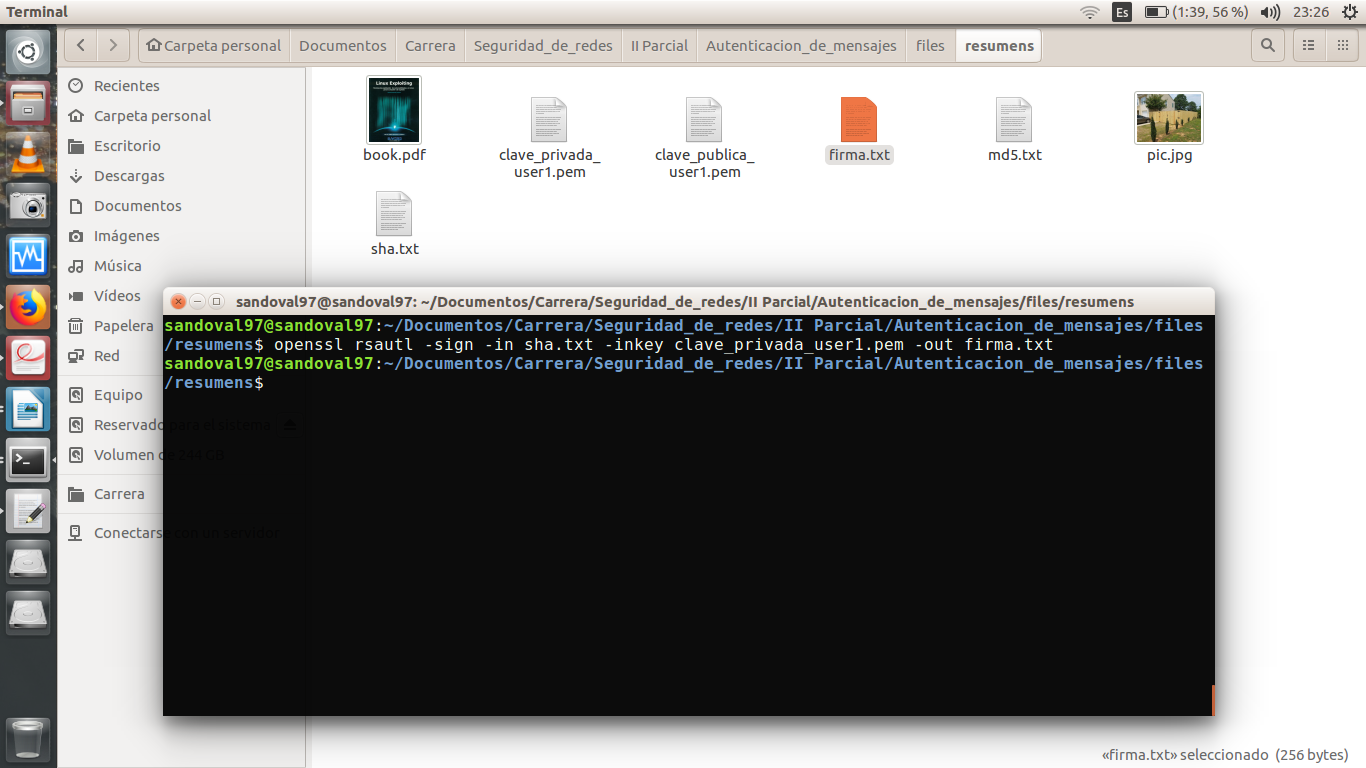 Terminal
Es
(1:39, 56 %)
23:26
Carpeta personal
Documentos
Carrera
Seguridad_de_redes
II Parcial
Autenticacion_de_mensajes
files
resumens
Recientes
Carpeta personal
Escritorio
Descargas
Documentos
Imágenes
Música
Vídeos
Papelera
Red
Equipo
Reservado para el sistema
Volumen de 244 GB
Carrera
Conectarse con un servidor
Linux Exploiting
book.pdf
clave_privada_
user1.pem
clave_publica_
user1.pem
firma.txt
md5.txt
pic.jpg
sha.txt
sandoval97@sandoval97: ~/Documentos/Carrera/Seguridad_de_redes/II Parcial/Autenticacion_de_mensajes/files/resumens
sandoval97@sandoval97:~/Documentos/Carrera/Seguridad_de_redes/II Parcial/Autenticacion_de_mensajes/files
/resumens$ openssl rsautl -sign -in sha.txt -inkey clave_privada_user1.pem -out firma.txt
sandoval97@sandoval97:~/Documentos/Carrera/Seguridad_de_redes/II Parcial/Autenticacion_de_mensajes/files
/resumens$
«firma.txt» seleccionado (256 bytes)